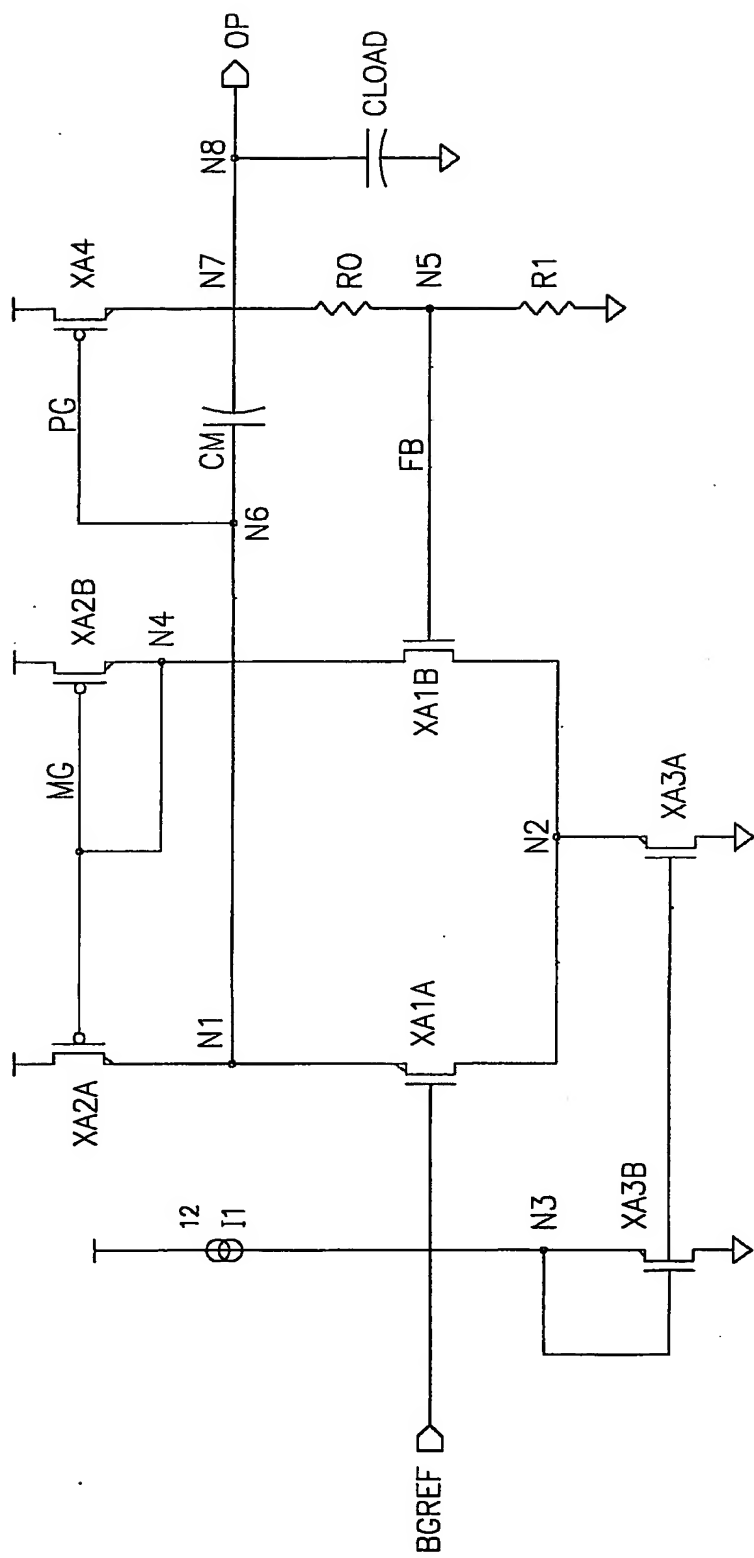 OP
N8
CLOAD
XA4
N7
R0
N5
R1
PG
CM
FB
N6
XA2B
N4
XA1B
MG
N2
XA3A
XA2A
N1
XA1A
12
I1
N3
XA3B
BGREF